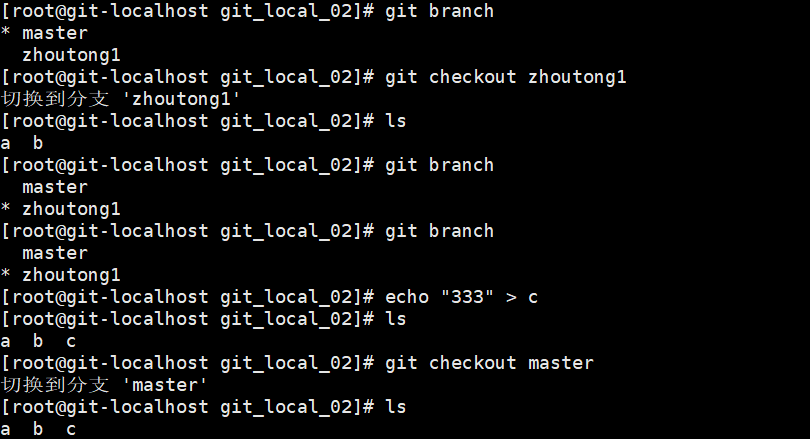 [root@git-localhost git_local_02]# git branch
* master
  zhoutong1
[root@git-localhost git_local_02]# git checkout zhoutong1
切换到分支 'zhoutong1'
[root@git-localhost git_local_02]# ls
a  b
[root@git-localhost git_local_02]# git branch
  master
* zhoutong1
[root@git-localhost git_local_02]# git branch
  master
* zhoutong1
[root@git-localhost git_local_02]# echo "333" > c
[root@git-localhost git_local_02]# ls
a  b  c
[root@git-localhost git_local_02]# git checkout master
切换到分支 'master'
[root@git-localhost git_local_02]# ls
a  b  c